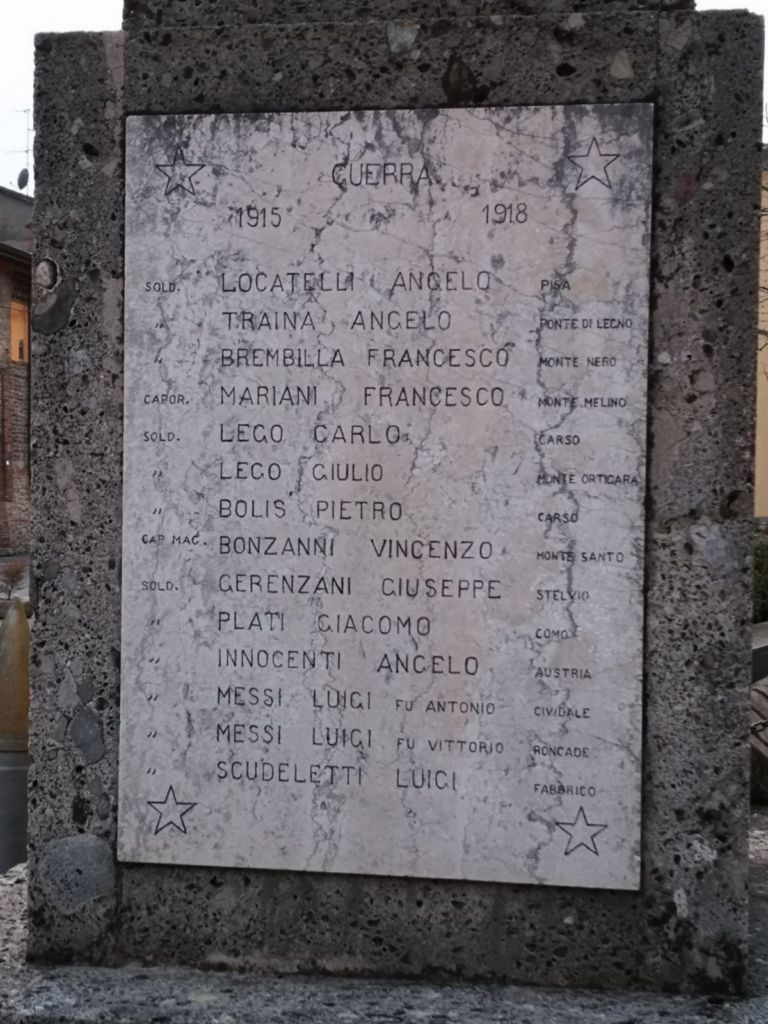 GUERRA
1915 1918
SOLD. LOCATELLI ANGELO PISA
" TRAINA ANGELO PONTE DI LEGNO
" BREMBILLA FRANCESCO MONTE NERO
CAPOR. MARIANI FRANCESCO MONTE MELINO
SOLD. LEGO CARLO CARSO
" LEGO GIULIO MONTE ORTIGARA
" BOLIS PIETRO CARSO
CAP MAG. BONZANNI VINCENZO MONTE SANTO
SOLD. GERENZANI GIUSEPPE STELVIO
" PLATI GIACOMO COMO
" INNOCENTI ANGELO AUSTRIA
" MESSI LUIGI FU ANTONIO CIVIDALE
" MESSI LUIGI FU VITTORIO RONCADE
" SCUDELETTI LUIGI FABBRICO